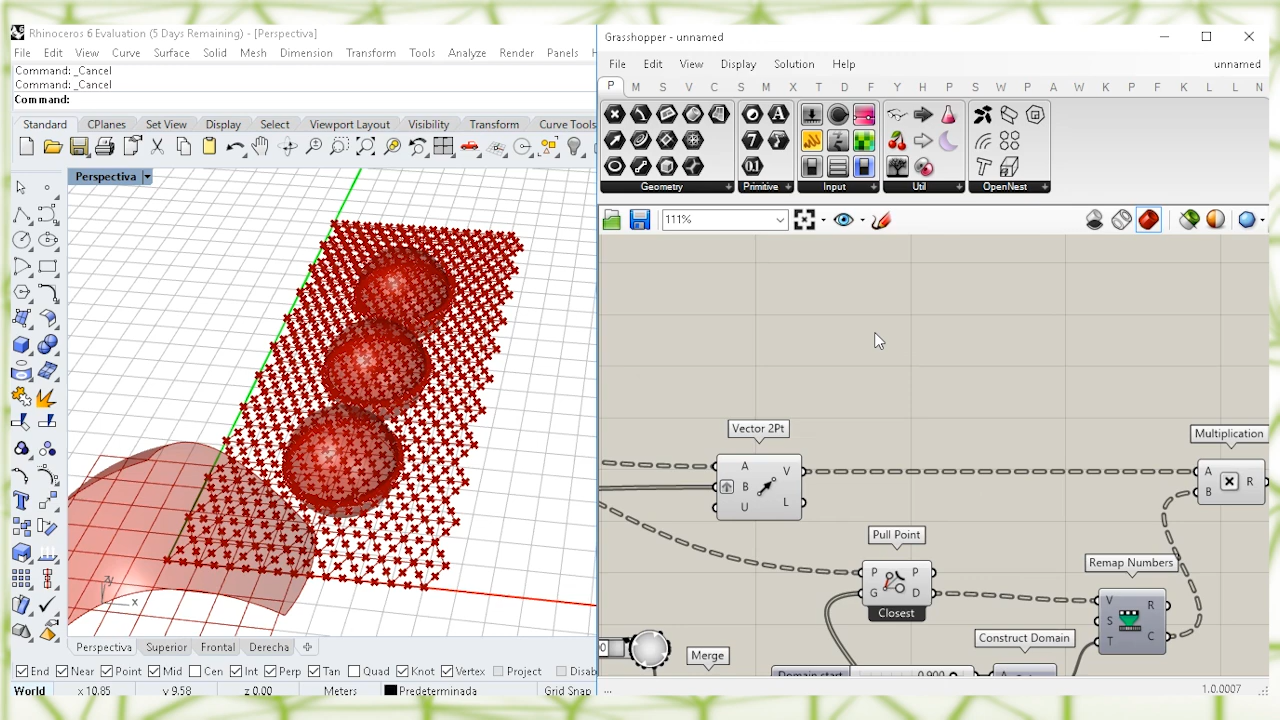 Rhinoceros 6 Evaluation (5 Days Remaining) - [Perspectiva]
File Edit View Curve Surface Solid Mesh Dimension Transform Tools Analyze Render Panels
Command: _Cancel
Command: _Cancel
Command:
Standard CPlanes Set View Display Select Viewport Layout Visibility Transform Curve Tools
Perspectiva
zy
x
Perspectiva Superior Frontal Derecha
End Near Point Mid Cen Int Perp Tan Quad Knot Vertex Project Disab
World x 10.85 y 9.58 z 0.00 Meters Predeterminada Grid Snap
Grasshopper - unnamed
File Edit View Display Solution Help unnamed
P M S V C I S M X T D F Y H P S W K P A W D P F K L L N
Geometry Primitive Input Util OpenNest
111%
Vector 2Pt
A V
B
U L
Multiplication
A R
B
Pull Point
P P
G D
Closest
Remap Numbers
V R
S
T C
Construct Domain
0
Merge
Domain start 0.900
A
... 1.0.0007